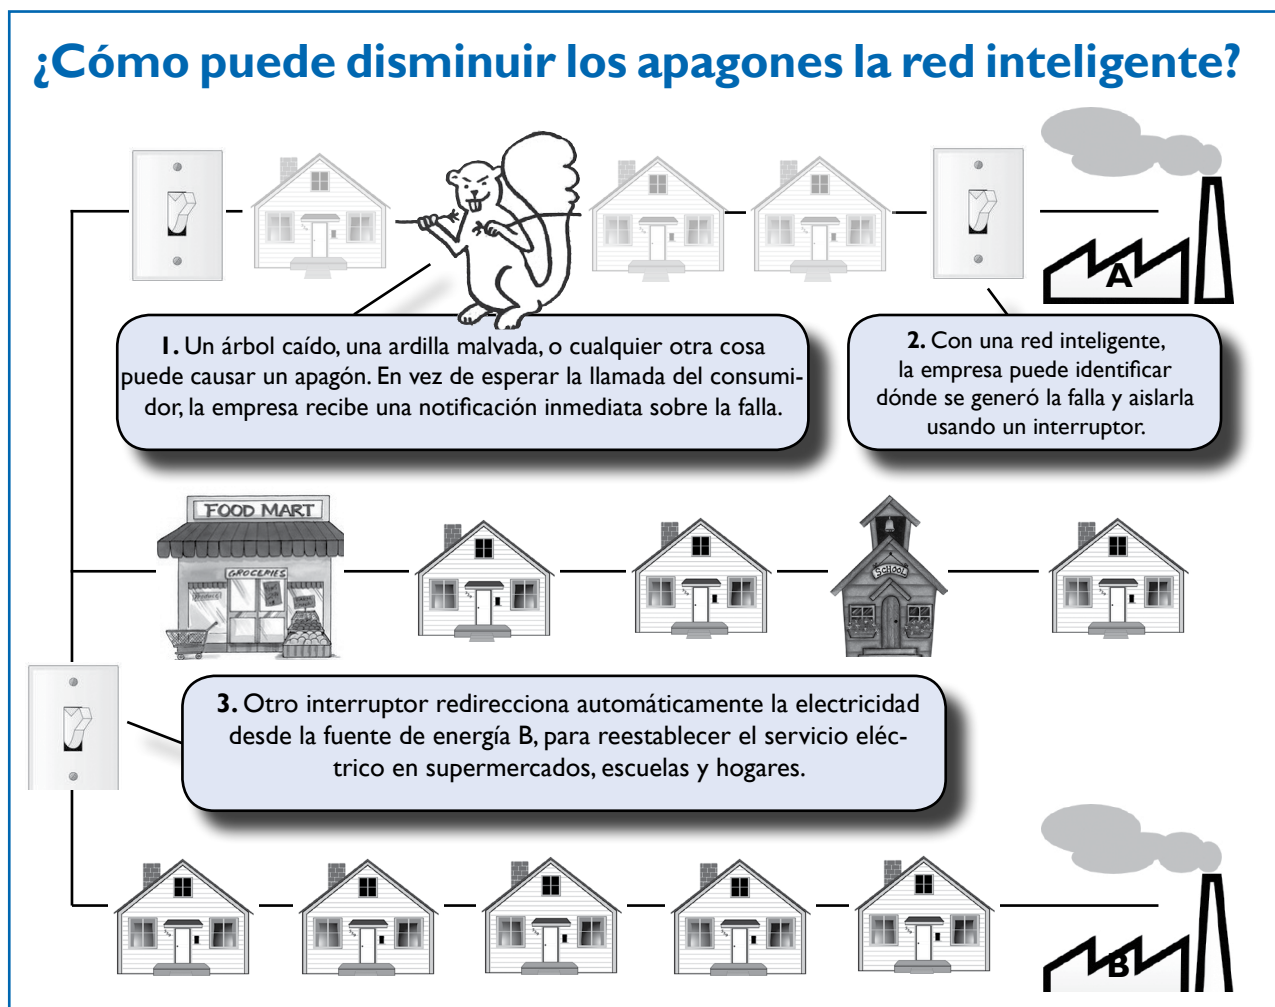 ¿Cómo puede disminuir los apagones la red inteligente?
A
1. Un árbol caído, una ardilla malvada, o cualquier otra cosa
puede causar un apagón. En vez de esperar la llamada del consumi-
dor, la empresa recibe una notificación inmediata sobre la falla.
2. Con una red inteligente,
la empresa puede identificar
dónde se generó la falla y aislarla
usando un interruptor.
FOOD MART
GROCERIES
SCHOOL
3. Otro interruptor redirecciona automáticamente la electricidad
desde la fuente de energía B, para reestablecer el servicio eléc-
trico en supermercados, escuelas y hogares.
B